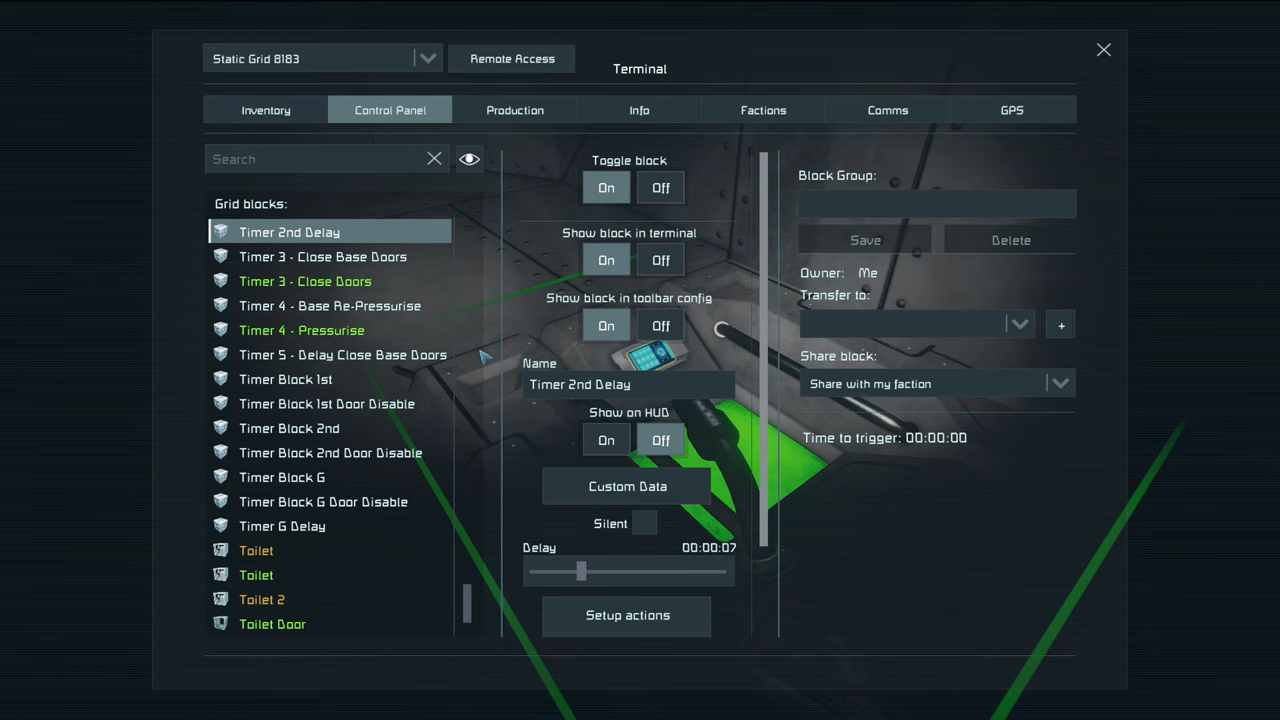 Static Grid 8183
Remote Access
Terminal
Inventory
Control Panel
Production
Info
Factions
Comms
GPS
Search
Grid blocks:
Timer 2nd Delay
Timer 3 - Close Base Doors
Timer 3 - Close Doors
Timer 4 - Base Re-Pressurise
Timer 4 - Pressurise
Timer 5 - Delay Close Base Doors
Timer Block 1st
Timer Block 1st Door Disable
Timer Block 2nd
Timer Block 2nd Door Disable
Timer Block G
Timer Block G Door Disable
Timer G Delay
Toilet
Toilet
Toilet 2
Toilet Door
Toggle block
On Off
Show block in terminal
On Off
Show block in toolbar config
On Off
Name
Timer 2nd Delay
Show on HUD
On Off
Custom Data
Silent
Delay 00:00:07
Setup actions
Block Group:
Save Delete
Owner: Me
Transfer to:
+
Share block:
Share with my faction
Time to trigger: 00:00:00